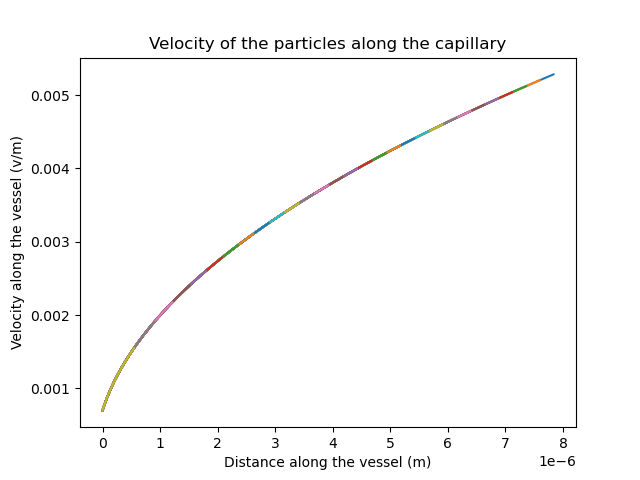 Velocity of the particles along the capillary
Velocity along the vessel (v/m)
0.005
0.004
0.003
0.002
0.001
0 1 2 3 4 5 6 7 8
1e−6
Distance along the vessel (m)